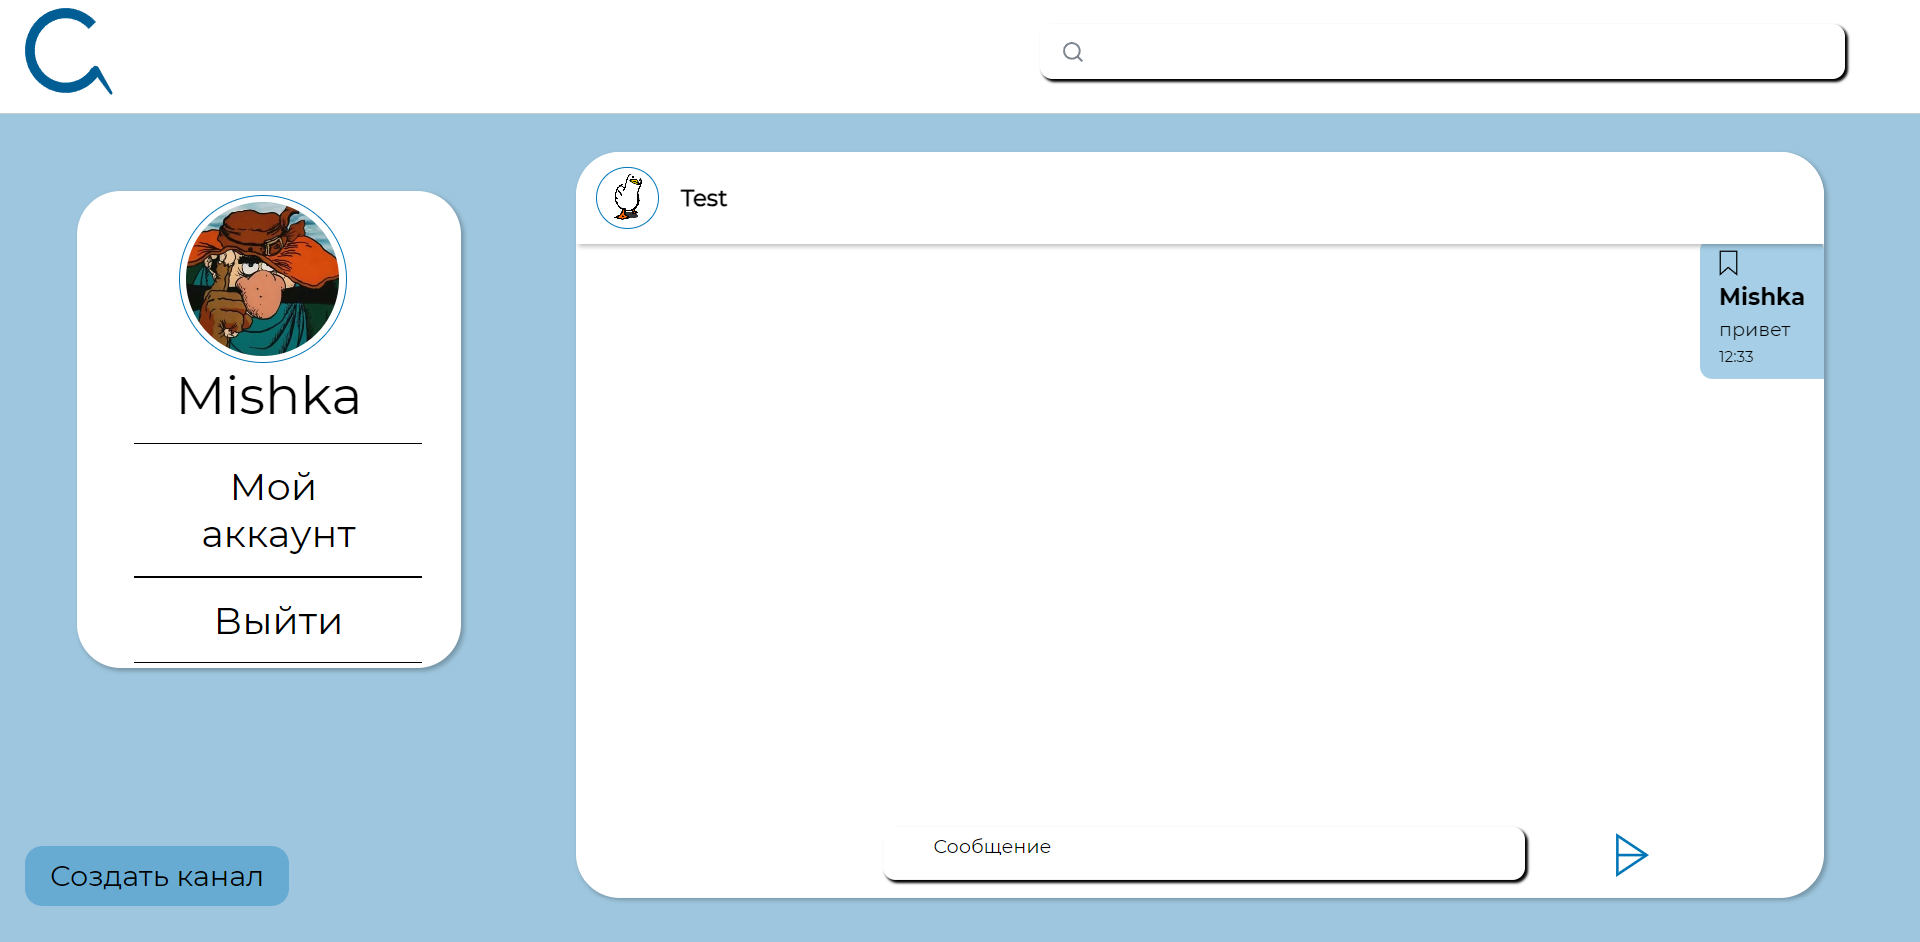 Mishka
Мой
аккаунт
Выйти
Создать канал
Test
Mishka
привет
12:33
Сообщение